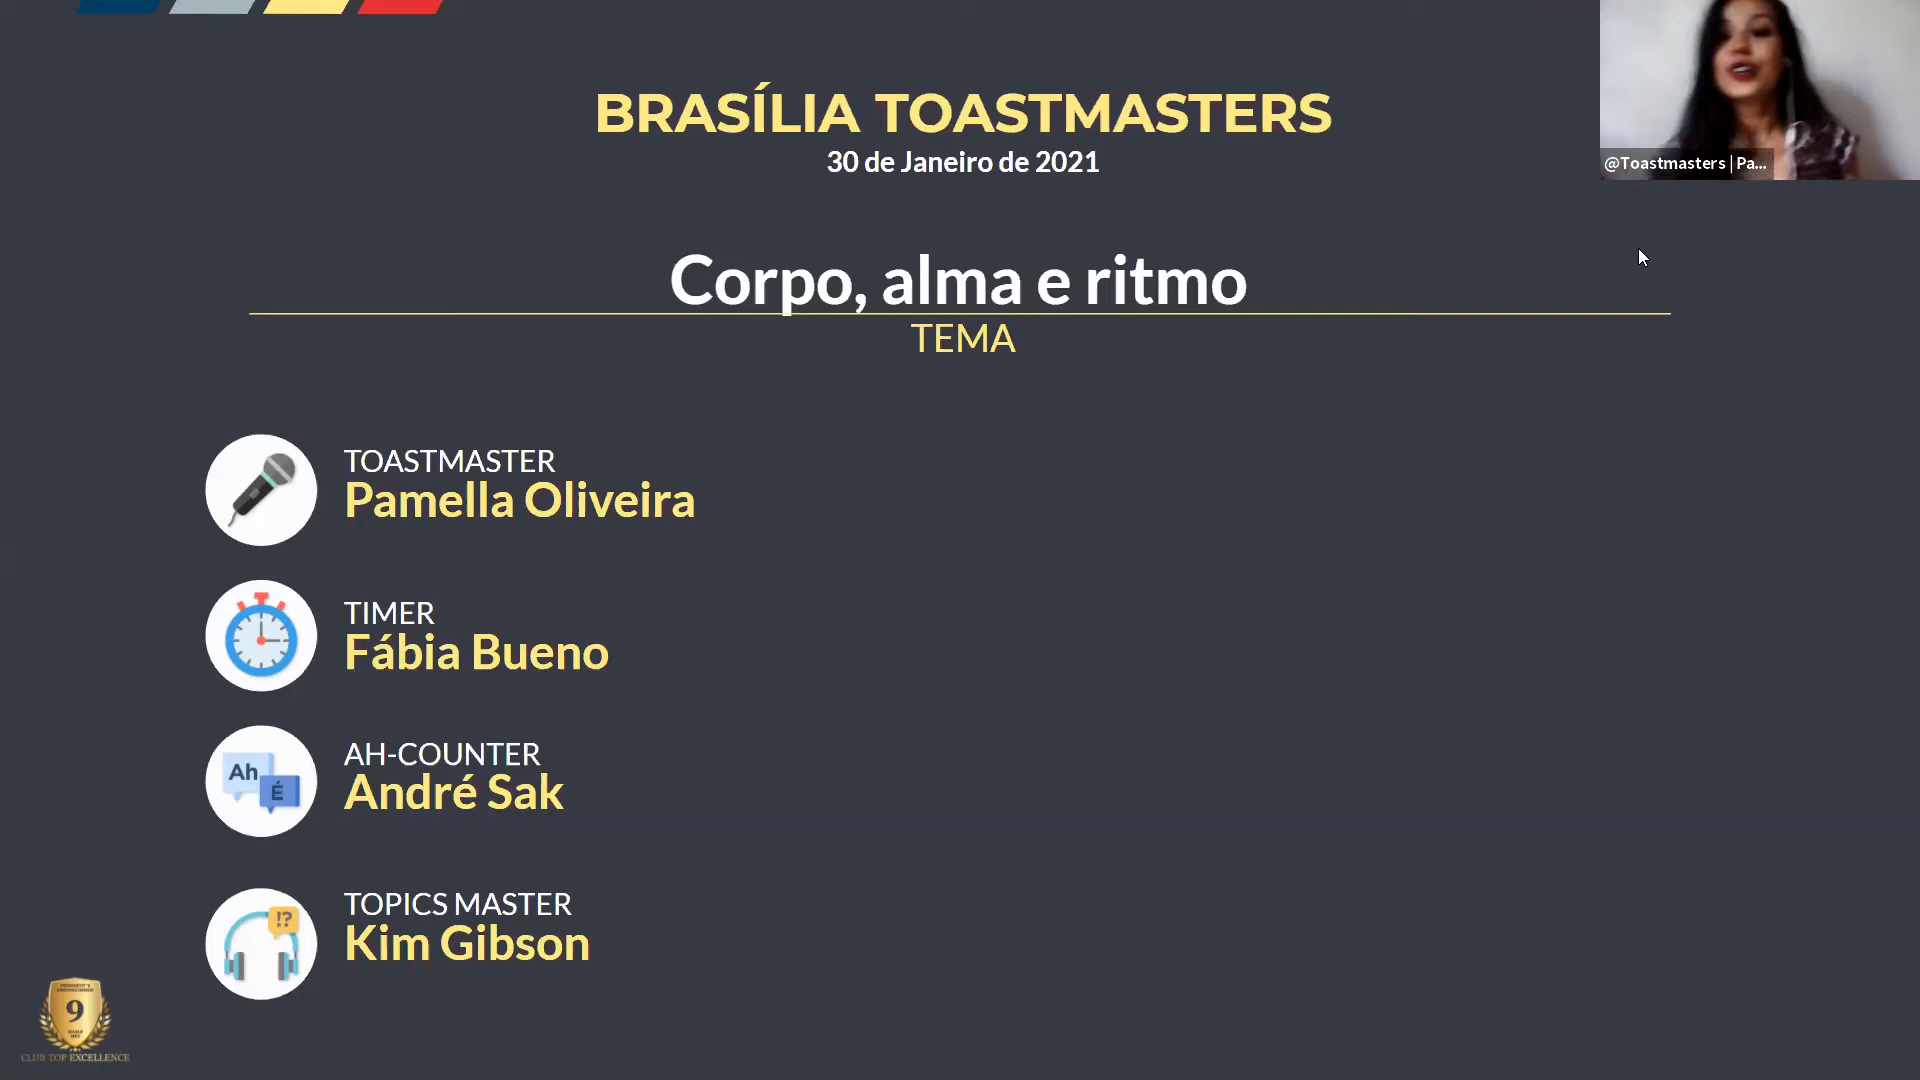 BRASÍLIA TOASTMASTERS
30 de Janeiro de 2021
@Toastmasters | Pa...
Corpo, alma e ritmo
TEMA
TOASTMASTER
Pamella Oliveira
TIMER
Fábia Bueno
Ah
É
AH-COUNTER
André Sak
!?
TOPICS MASTER
Kim Gibson
9
CLUB TOP EXCELLENCE